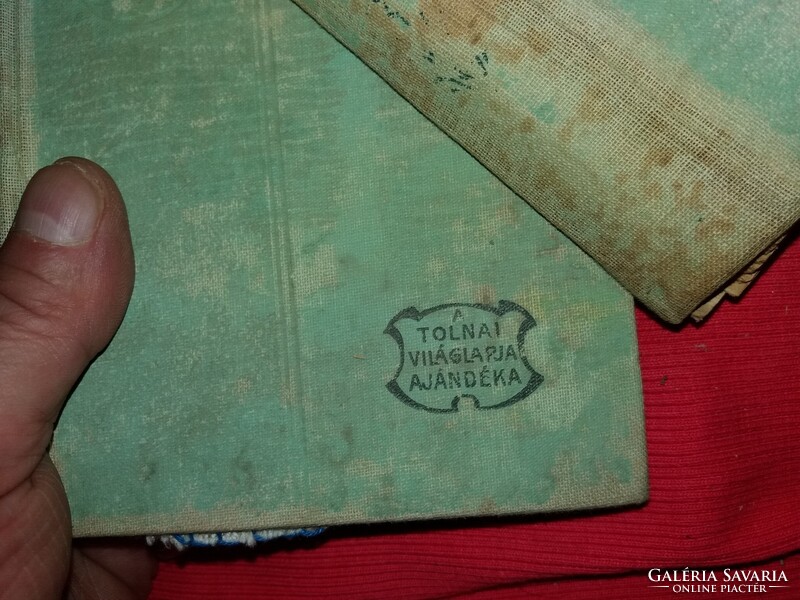 A
TOLNAI
VILÁGLAPJA
AJÁNDÉKA
GALÉRIA SAVARIA
ONLINE PIACTÉR